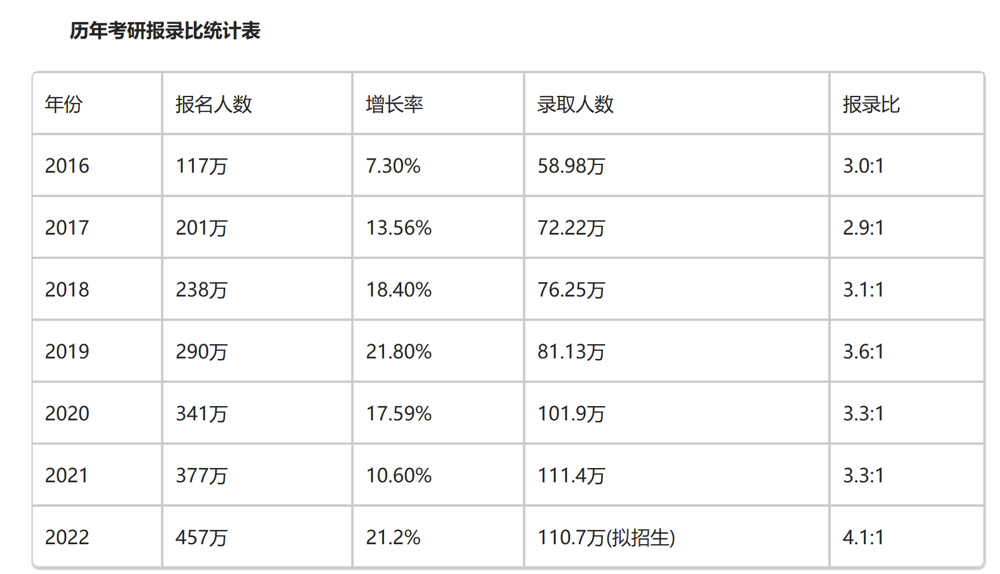 历年考研报录比统计表
年份 报名人数 增长率 录取人数 报录比
2016 117万 7.30% 58.98万 3.0:1
2017 201万 13.56% 72.22万 2.9:1
2018 238万 18.40% 76.25万 3.1:1
2019 290万 21.80% 81.13万 3.6:1
2020 341万 17.59% 101.9万 3.3:1
2021 377万 10.60% 111.4万 3.3:1
2022 457万 21.2% 110.7万(拟招生) 4.1:1